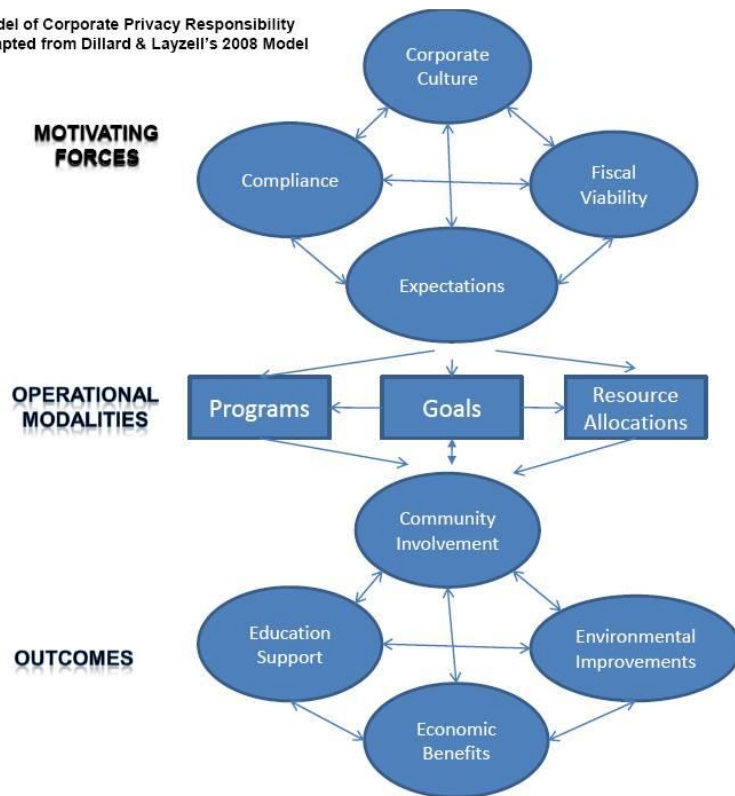 del of Corporate Privacy Responsibility
apted from Dillard & Layzell's 2008 Model
Corporate
Culture
MOTIVATING
FORCES
Compliance
Fiscal
Viability
Expectations
OPERATIONAL
MODALITIES
Programs
Goals
Resource
Allocations
Community
Involvement
Education
Support
Environmental
Improvements
OUTCOMES
Economic
Benefits